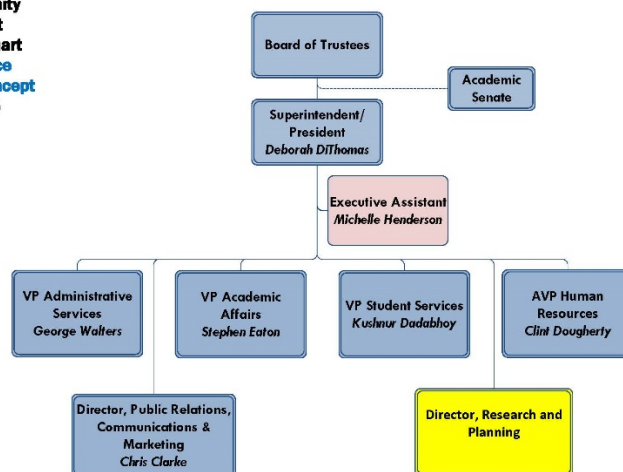 Board of Trustees
Academic
Senate
Superintendent/
President
Deborah DiThomas
Executive Assistant
Michelle Henderson
VP Administrative
Services
George Walters
VP Academic
Affairs
Stephen Eaton
VP Student Services
Kushnur Dadabhoy
AVP Human
Resources
Clint Dougherty
Director, Public Relations,
Communications &
Marketing
Chris Clarke
Director, Research and
Planning